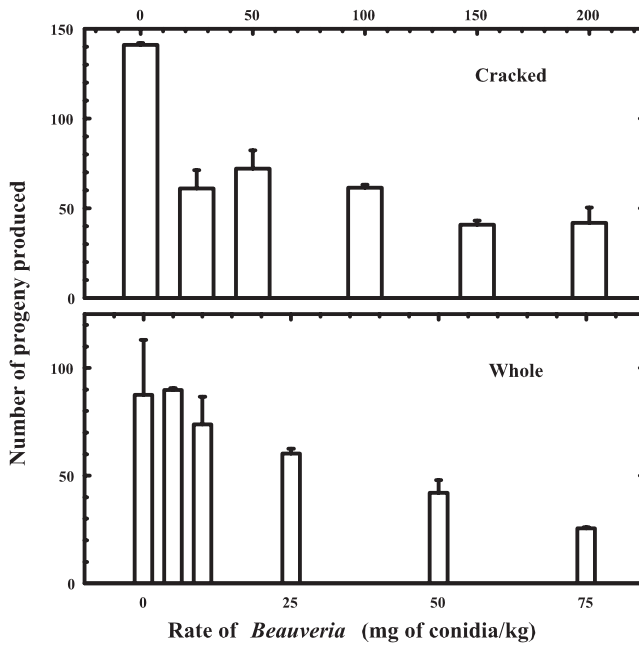 0 50 100 150 200
150
Cracked
100
50
0
Number of progeny produced
Whole
100
50
0
0 25 50 75
Rate of Beauveria (mg of conidia/kg)